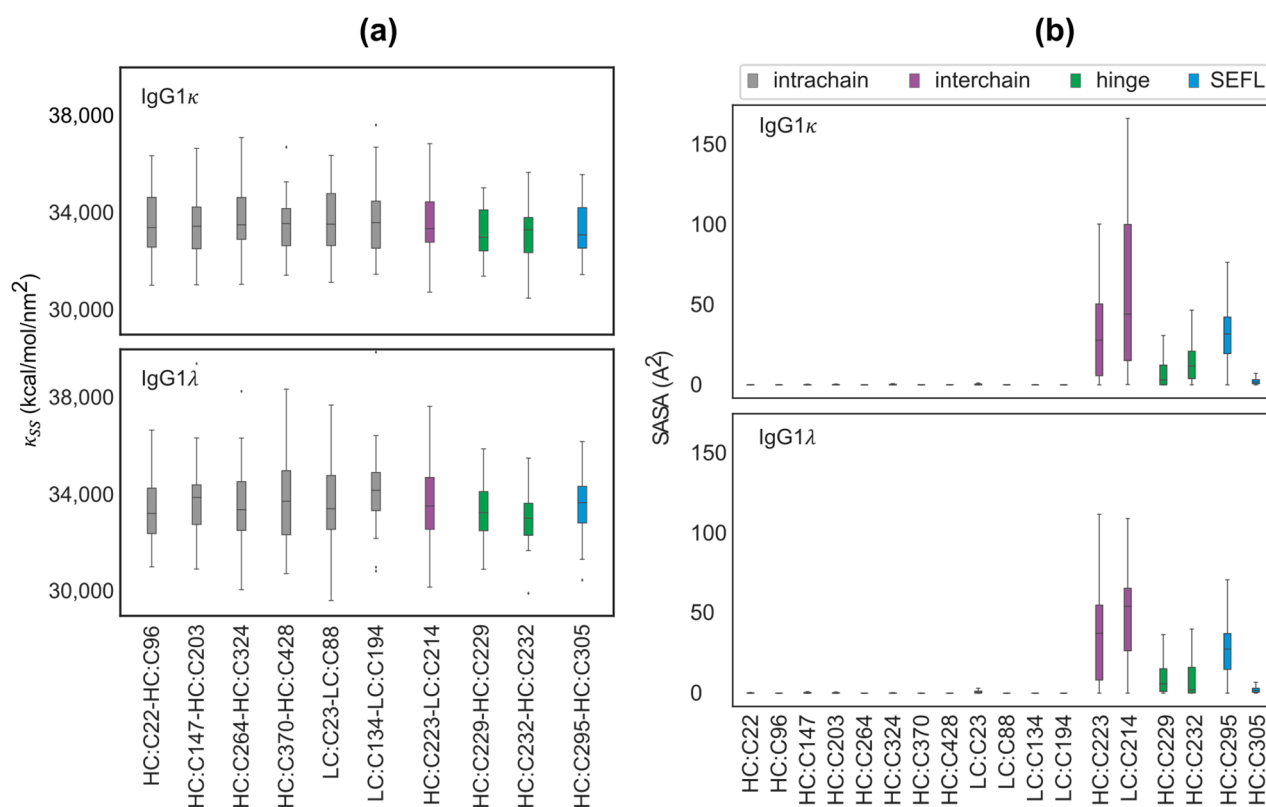 (a)
IgG1κ
38,000
34,000
30,000
IgG1λ
38,000
34,000
30,000
κSS (kcal/mol/nm²)
HC:C22-HC:C96
HC:C147-HC:C203
HC:C264-HC:C324
HC:C370-HC:C428
LC:C23-LC:C88
LC:C134-LC:C194
HC:C223-LC:C214
HC:C229-HC:C229
HC:C232-HC:C232
HC:C295-HC:C305
(b)
intrachain interchain hinge SEFL
IgG1κ
150
100
50
0
IgG1λ
150
100
50
0
SASA (A²)
HC:C22
HC:C96
HC:C147
HC:C203
HC:C264
HC:C324
HC:C370
HC:C428
LC:C23
LC:C88
LC:C134
LC:C194
HC:C223
LC:C214
HC:C229
HC:C232
HC:C295
HC:C305